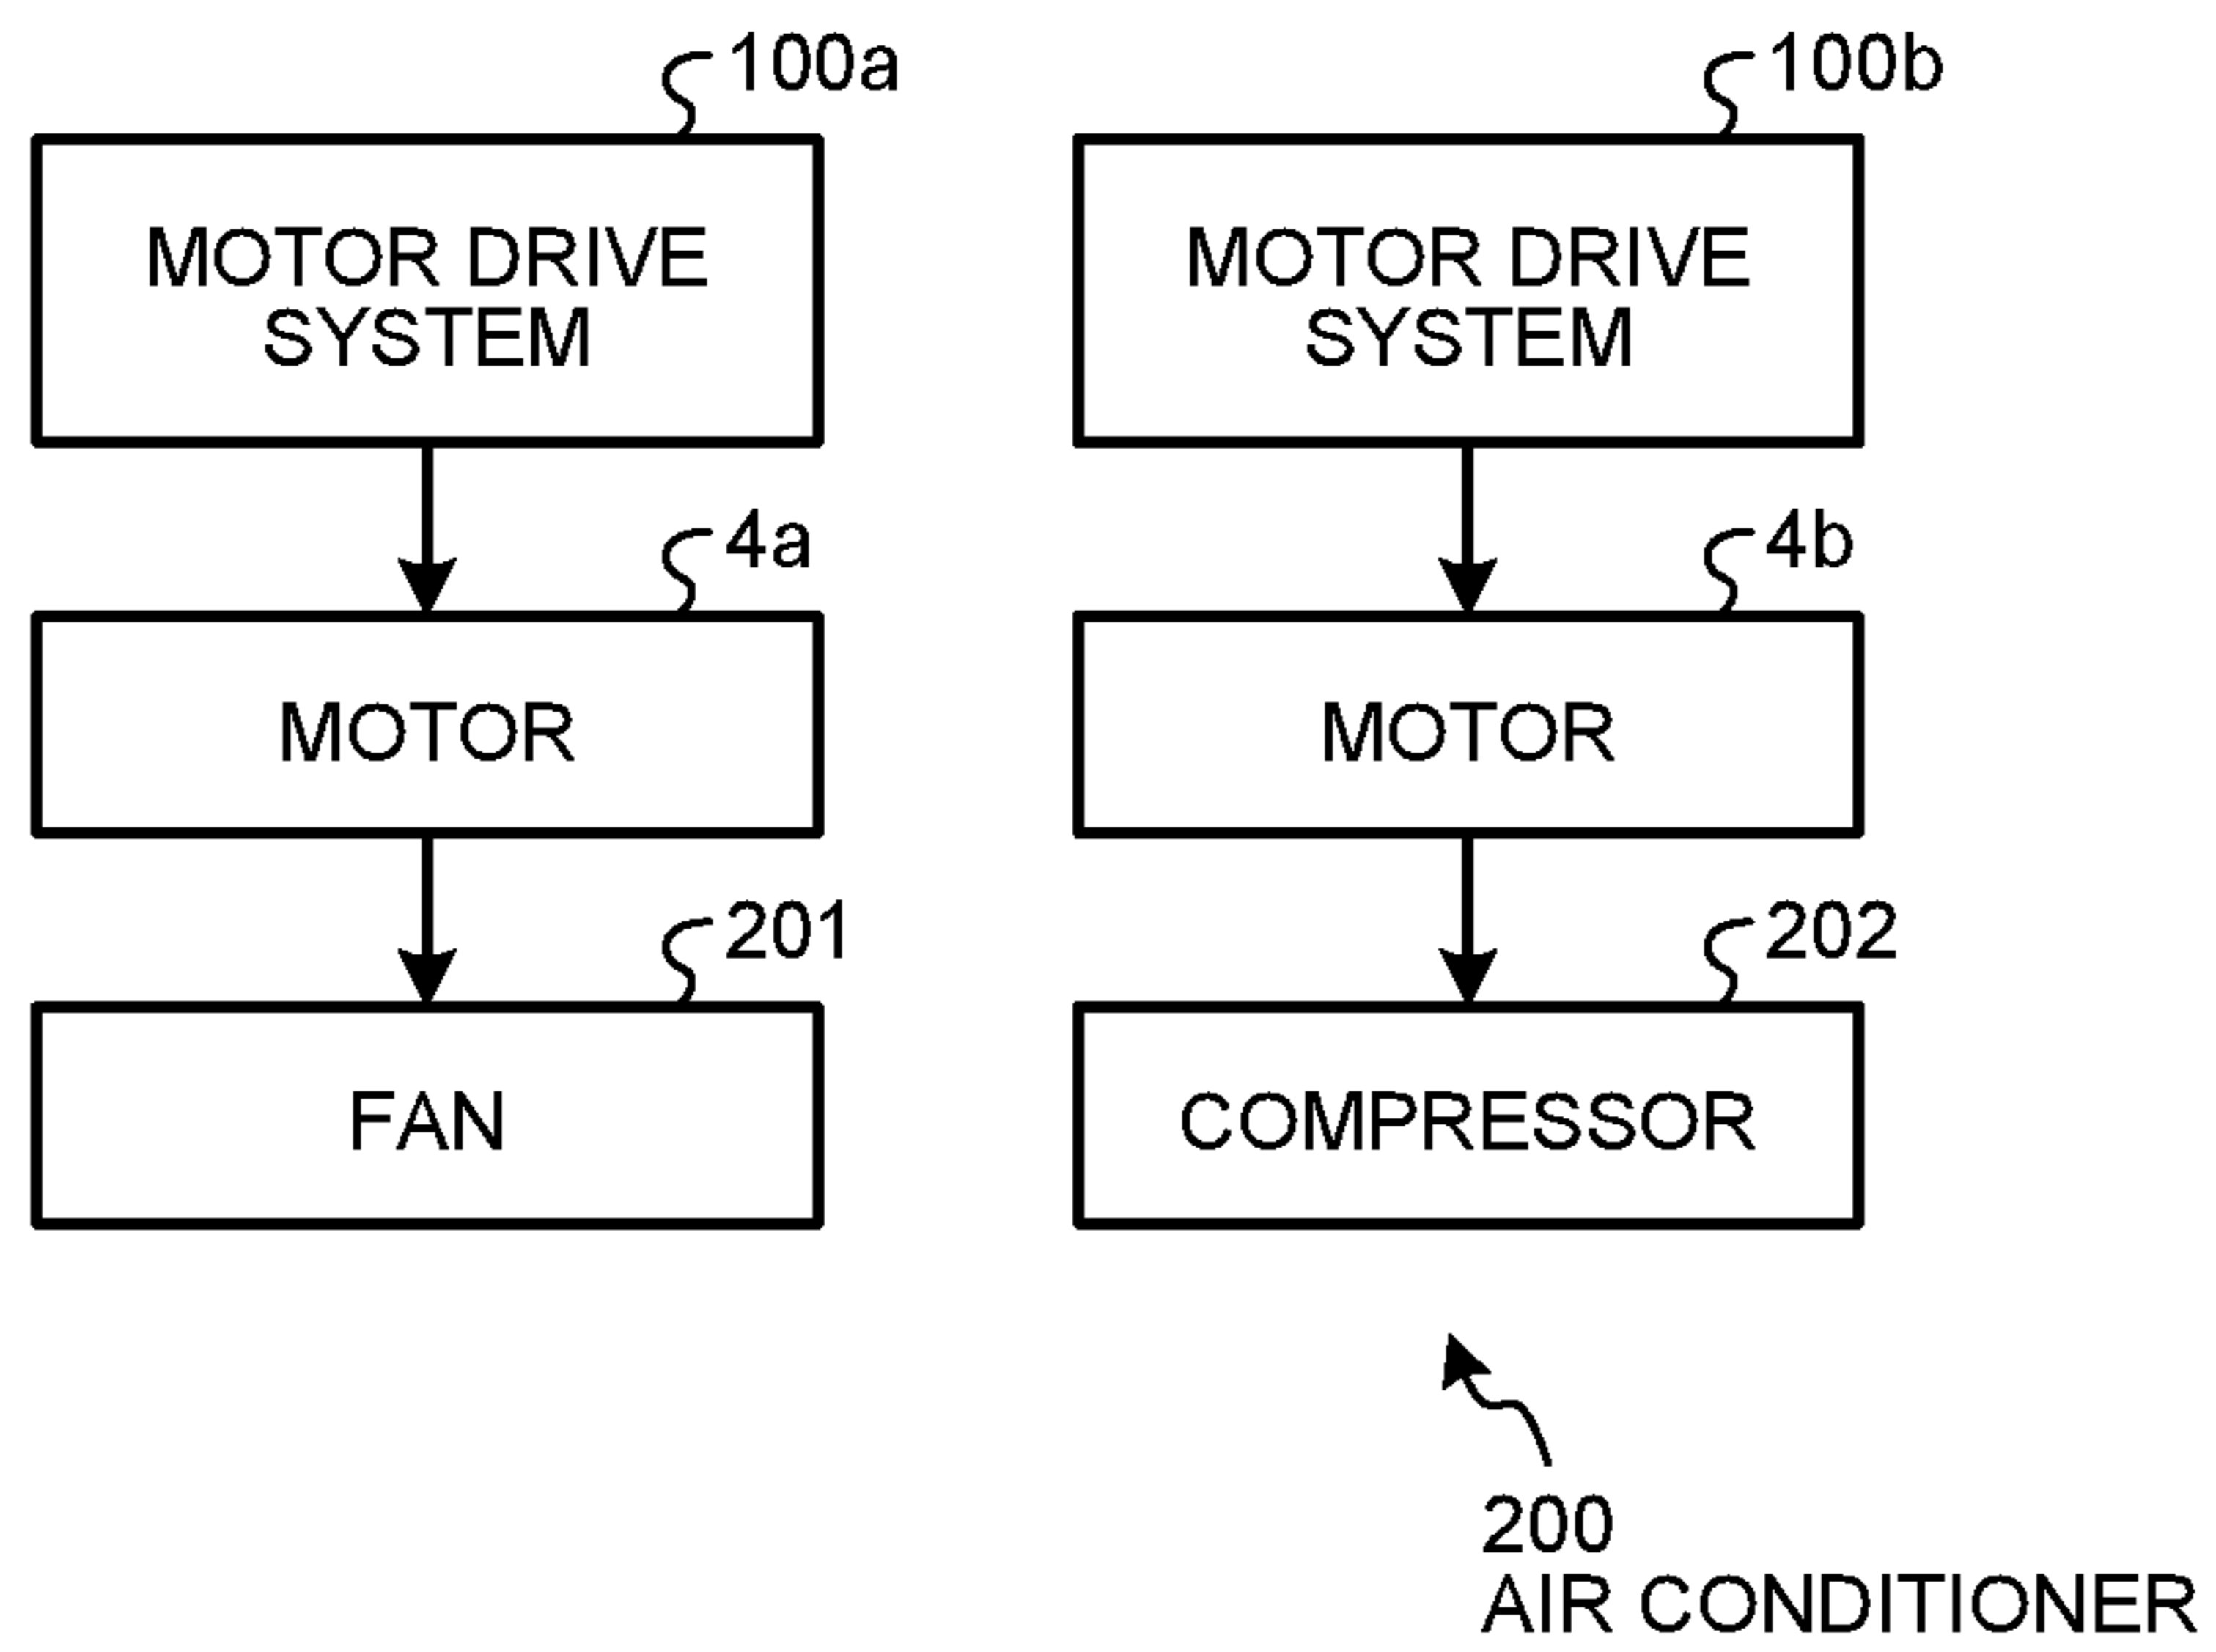 100a
MOTOR DRIVE
SYSTEM
4a
MOTOR
201
FAN
100b
MOTOR DRIVE
SYSTEM
4b
MOTOR
202
COMPRESSOR
200
AIR CONDITIONER